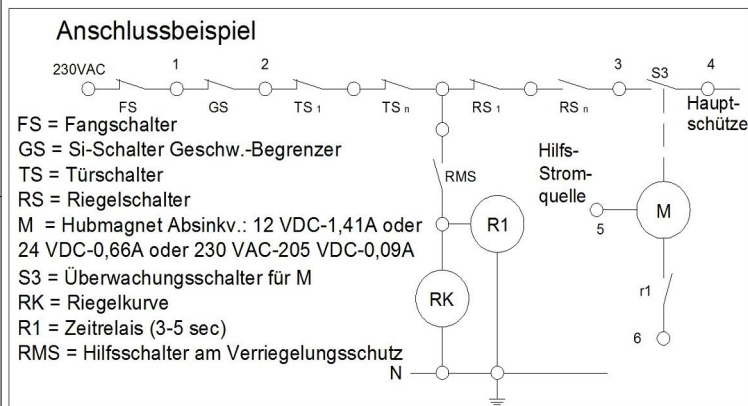 Anschlussbeispiel
230VAC
1
2
3
S3
4
FS
GS
TS 1
TS n
RS 1
RS n
Haupt-
schütze
FS = Fangschalter
GS = Si-Schalter Geschw.-Begrenzer
TS = Türschalter
RS = Riegelschalter
M = Hubmagnet Absinkv.: 12 VDC-1,41A oder
24 VDC-0,66A oder 230 VAC-205 VDC-0,09A
S3 = Überwachungsschalter für M
RK = Riegelkurve
R1 = Zeitrelais (3-5 sec)
RMS = Hilfsschalter am Verriegelungsschutz
RMS
R1
RK
N
Hilfs-
Strom-
quelle
5
M
r1
6